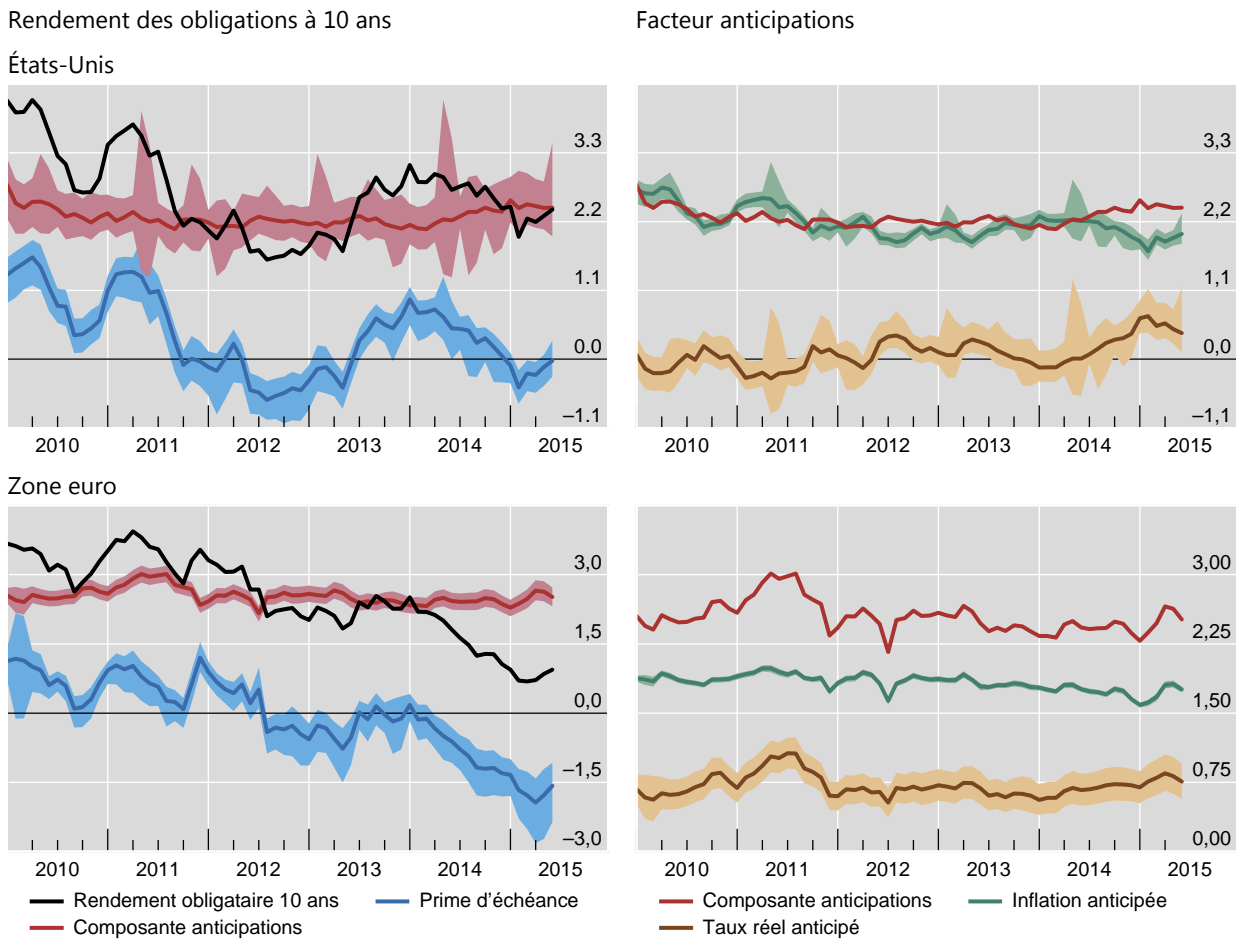 Rendement des obligations à 10 ans
Facteur anticipations
États-Unis
3.3
2.2
1.1
0.0
–1.1
2010 2011 2012 2013 2014 2015
3,3
2,2
1,1
0,0
–1,1
2010 2011 2012 2013 2014 2015
Zone euro
3,0
1,5
0,0
–1,5
–3,0
2010 2011 2012 2013 2014 2015
3,00
2,25
1,50
0,75
0,00
2010 2011 2012 2013 2014 2015
Rendement obligataire 10 ans Prime d’échéance
Composante anticipations
Composante anticipations Inflation anticipée
Taux réel anticipé